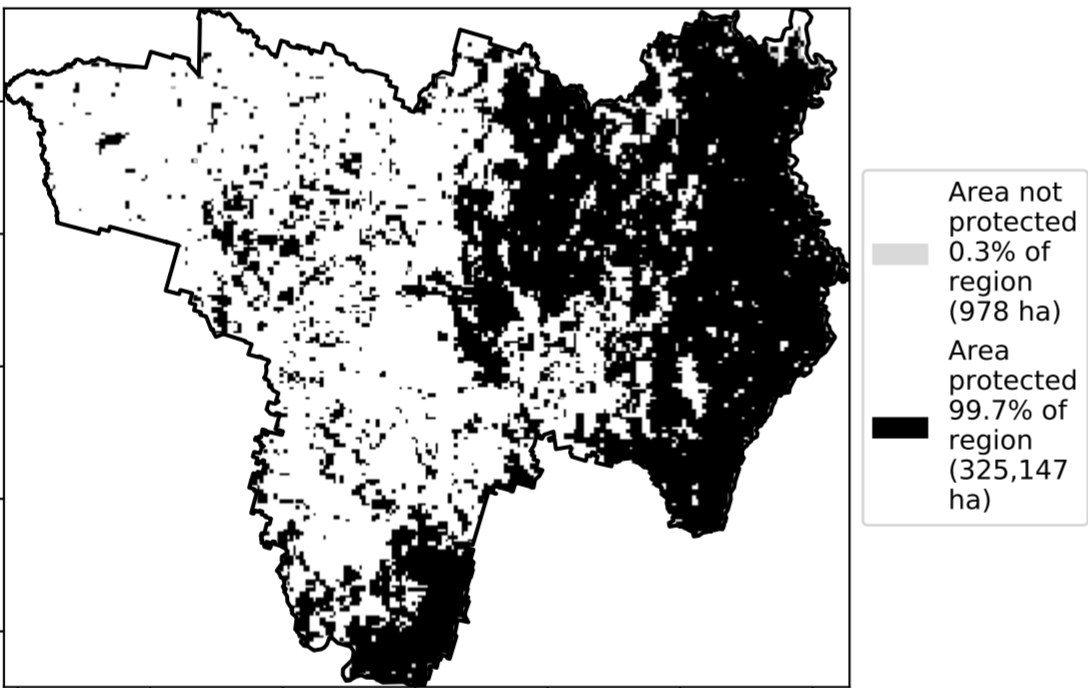 Area not
protected
0.3% of
region
(978 ha)
Area
protected
99.7% of
region
(325,147
ha)